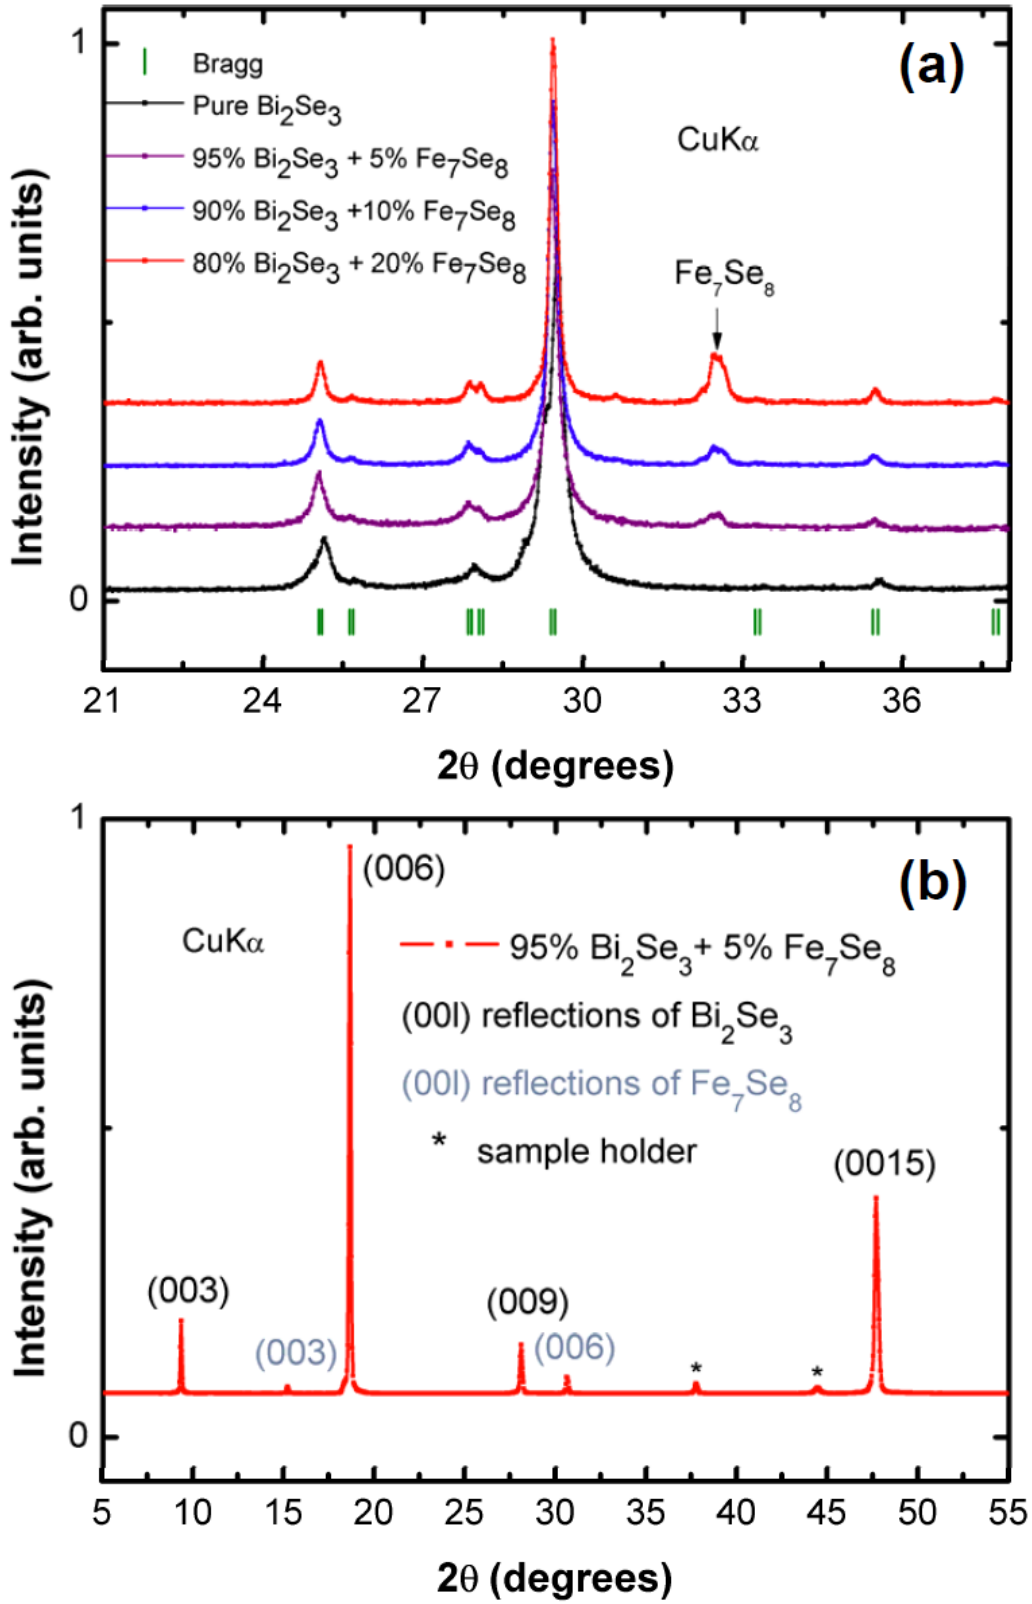 (a)
1
Bragg
Pure Bi2Se3
CuKα
95% Bi2Se3 + 5% Fe7Se8
90% Bi2Se3 +10% Fe7Se8
80% Bi2Se3 + 20% Fe7Se8
Fe7Se8
Intensity (arb. units)
0
21 24 27 30 33 36
2θ (degrees)
1
(b)
(006)
CuKα
95% Bi2Se3+ 5% Fe7Se8
(00l) reflections of Bi2Se3
(00l) reflections of Fe7Se8
* sample holder
(0015)
(003)
(009)
(003)
(006)
*
*
Intensity (arb. units)
0
5 10 15 20 25 30 35 40 45 50 55
2θ (degrees)